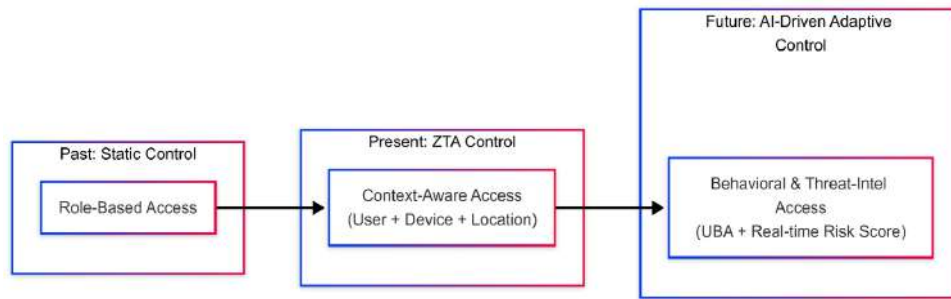 Past: Static Control
Role-Based Access
Present: ZTA Control
Context-Aware Access
(User + Device + Location)
Future: AI-Driven Adaptive
Control
Behavioral & Threat-Intel
Access
(UBA + Real-time Risk Score)